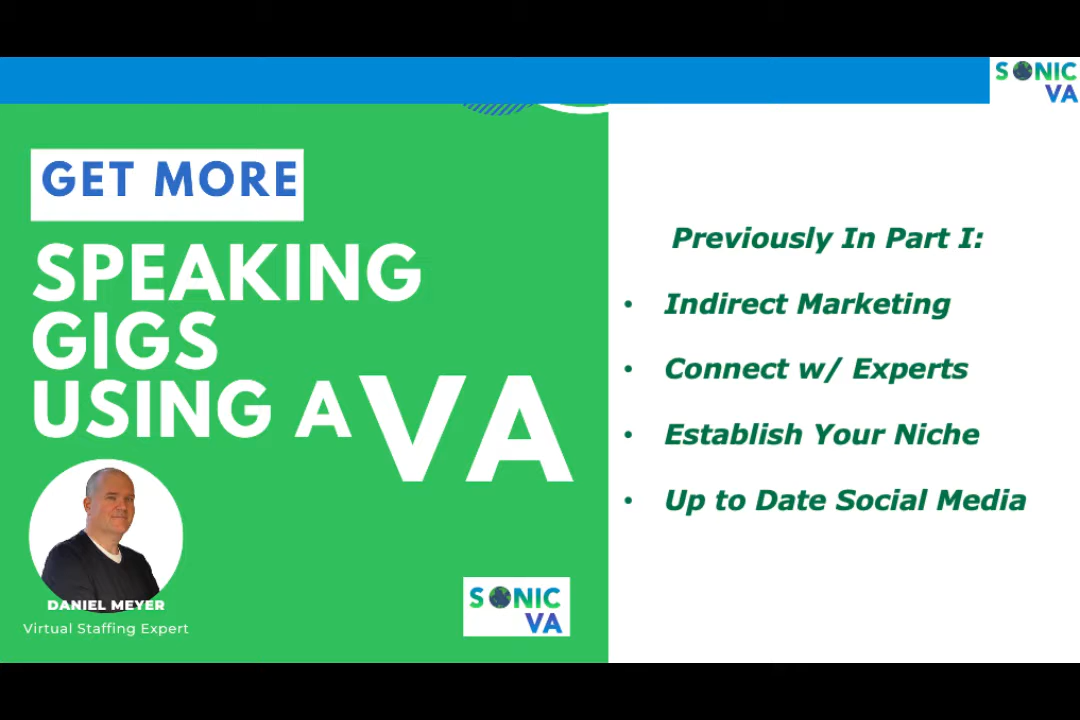 SONIC
VA
GET MORE
SPEAKING
GIGS
USING A VA
DANIEL MEYER
Virtual Staffing Expert
SONIC
VA
Previously In Part I:
• Indirect Marketing
• Connect w/ Experts
• Establish Your Niche
• Up to Date Social Media